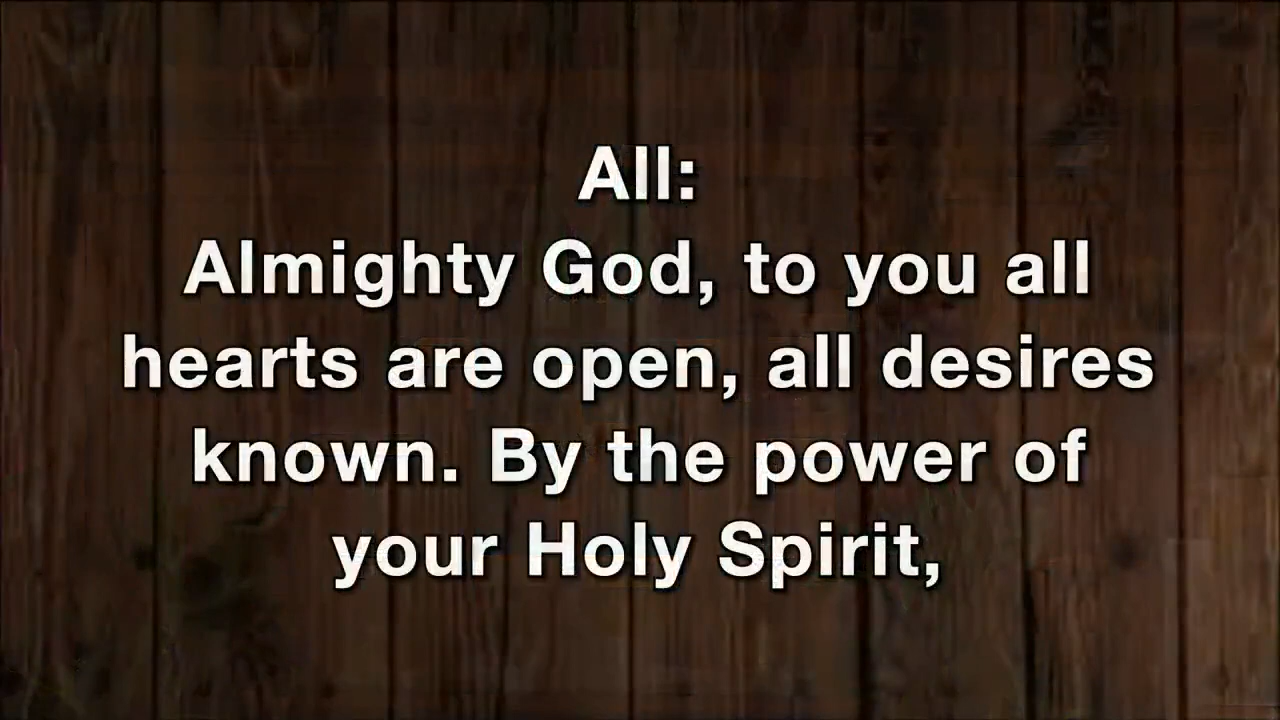 All:
Almighty God, to you all
hearts are open, all desires
known. By the power of
your Holy Spirit,